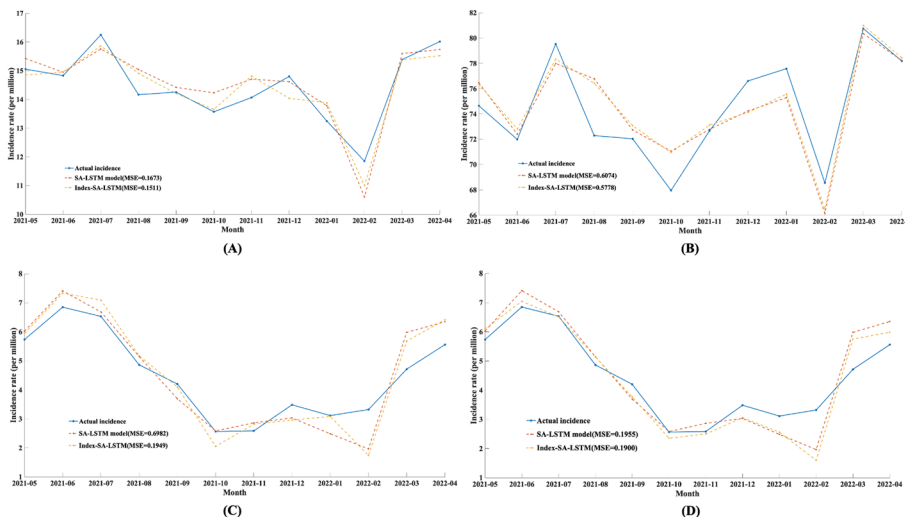 16
15
14
13
12
11
10
Incidence rate (per million)
Actual incidence
SA-LSTM model(MSE=0.1673)
Index-SA-LSTM(MSE=0.1511)
2021-05 2021-06 2021-07 2021-08 2021-09 2021-10 2021-11 2021-12 2022-01 2022-02 2022-03 2022-04
Month
(A)
82
80
78
76
74
72
70
68
66
Incidence rate (per million)
Actual incidence
SA-LSTM model(MSE=0.6074)
Index-SA-LSTM(MSE=0.5778)
2021-05 2021-06 2021-07 2021-08 2021-09 2021-10 2021-11 2021-12 2022-01 2022-02 2022-03 2022-0
Month
(B)
8
7
6
5
4
3
2
1
Incidence rate (per million)
Actual incidence
SA-LSTM model(MSE=0.6982)
Index-SA-LSTM(MSE=0.1949)
2021-05 2021-06 2021-07 2021-08 2021-09 2021-10 2021-11 2021-12 2022-01 2022-02 2022-03 2022-04
Month
(C)
8
7
6
5
4
3
2
1
Incidence rate (per million)
Actual incidence
SA-LSTM model(MSE=0.1955)
Index-SA-LSTM(MSE=0.1900)
2021-05 2021-06 2021-07 2021-08 2021-09 2021-10 2021-11 2021-12 2022-01 2022-02 2022-03 2022-04
Month
(D)